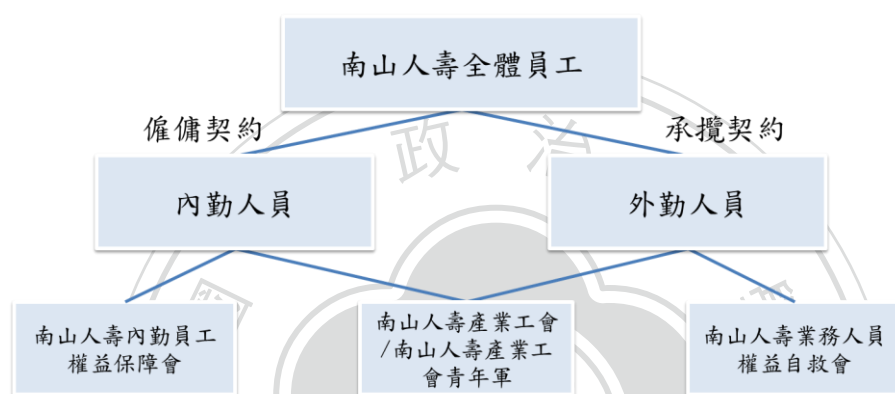 南山人壽全體員工
僱傭契約
承攬契約
政 治
內勤人員
外勤人員
南山人壽內勤員工
權益保障會
南山人壽產業工會
/南山人壽產業工
會青年軍
南山人壽業務人員
權益自救會